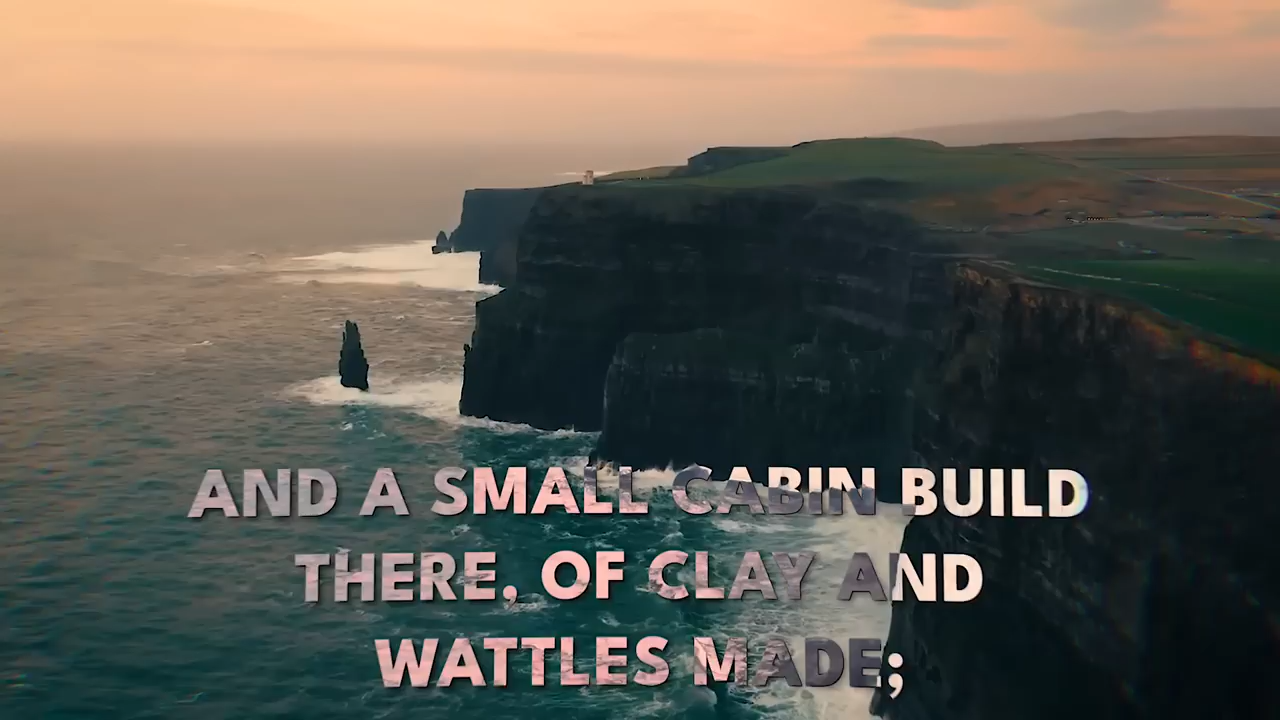 AND A SMALL CABIN BUILD
THERE, OF CLAY AND
WATTLES MADE;